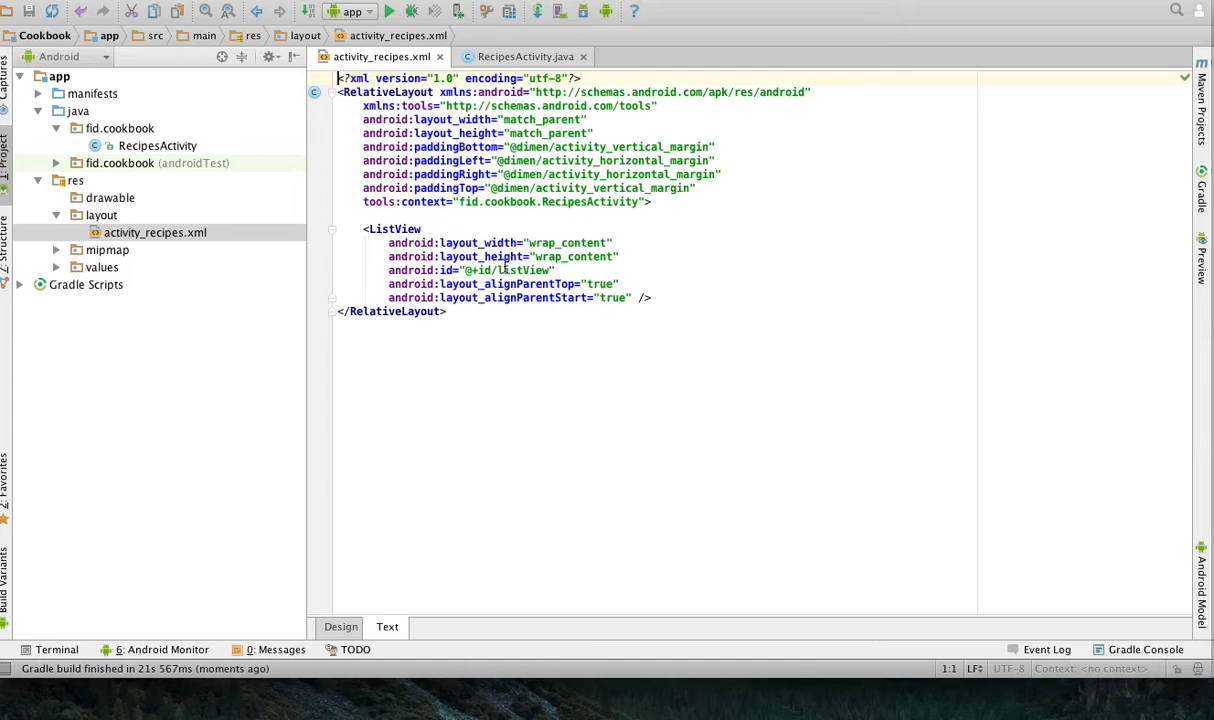 app
Cookbook app src main res layout activity_recipes.xml
Android
activity_recipes.xml
RecipesActivity.java
Captures
1: Project
7: Structure
2: Favorites
Build Variants
app
manifests
java
fid.cookbook
RecipesActivity
fid.cookbook (androidTest)
res
drawable
layout
activity_recipes.xml
mipmap
values
Gradle Scripts
<?xml version="1.0" encoding="utf-8"?>
<RelativeLayout xmlns:android="http://schemas.android.com/apk/res/android"
xmlns:tools="http://schemas.android.com/tools"
android:layout_width="match_parent"
android:layout_height="match_parent"
android:paddingBottom="@dimen/activity_vertical_margin"
android:paddingLeft="@dimen/activity_horizontal_margin"
android:paddingRight="@dimen/activity_horizontal_margin"
android:paddingTop="@dimen/activity_vertical_margin"
tools:context="fid.cookbook.RecipesActivity">
<ListView
android:layout_width="wrap_content"
android:layout_height="wrap_content"
android:id="@+id/listView"
android:layout_alignParentTop="true"
android:layout_alignParentStart="true" />
</RelativeLayout>
Maven Projects
Gradle
Preview
Android Model
Design Text
Terminal 6: Android Monitor 0: Messages TODO Event Log Gradle Console
Gradle build finished in 21s 567ms (moments ago) 1:1 LF UTF-8 Context: <no context>